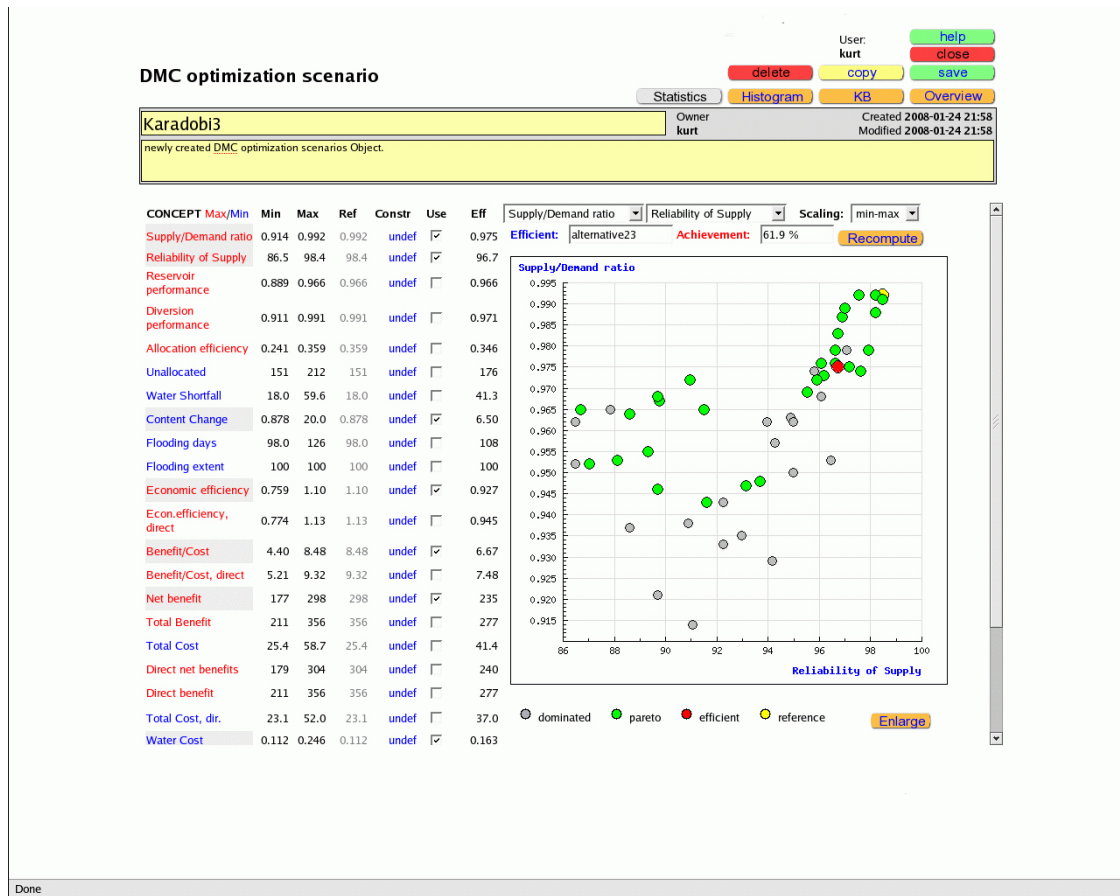 User:
kurt
help
close
DMC optimization scenario
delete copy save
Statistics Histogram KB Overview
Karadobi3
Owner
kurt
Created 2008-01-24 21:58
Modified 2008-01-24 21:58
newly created DMC optimization scenarios Object.
CONCEPT Max/Min Min Max Ref Constr Use Eff
Supply/Demand ratio 0.914 0.992 0.992 undef 0.975
Reliability of Supply 86.5 98.4 98.4 undef 96.7
Reservoir
performance 0.889 0.966 0.966 undef 0.966
Diversion
performance 0.911 0.991 0.991 undef 0.971
Allocation efficiency 0.241 0.359 0.359 undef 0.346
Unallocated 151 212 151 undef 176
Water Shortfall 18.0 59.6 18.0 undef 41.3
Content Change 0.878 20.0 0.878 undef 6.50
Flooding days 98.0 126 98.0 undef 108
Flooding extent 100 100 100 undef 100
Economic efficiency 0.759 1.10 1.10 undef 0.927
Econ.efficiency,
direct 0.774 1.13 1.13 undef 0.945
Benefit/Cost 4.40 8.48 8.48 undef 6.67
Benefit/Cost, direct 5.21 9.32 9.32 undef 7.48
Net benefit 177 298 298 undef 235
Total Benefit 211 356 356 undef 277
Total Cost 25.4 58.7 25.4 undef 41.4
Direct net benefits 179 304 304 undef 240
Direct benefit 211 356 356 undef 277
Total Cost, dir. 23.1 52.0 23.1 undef 37.0
Water Cost 0.112 0.246 0.112 undef 0.163
Supply/Demand ratio Reliability of Supply Scaling: min-max
Efficient: alternative23 Achievement: 61.9 % Recompute
Supply/Demand ratio
0.995
0.990
0.985
0.980
0.975
0.970
0.965
0.960
0.955
0.950
0.945
0.940
0.935
0.930
0.925
0.920
0.915
86 88 90 92 94 96 98 100
Reliability of Supply
dominated pareto efficient reference
Enlarge
Done